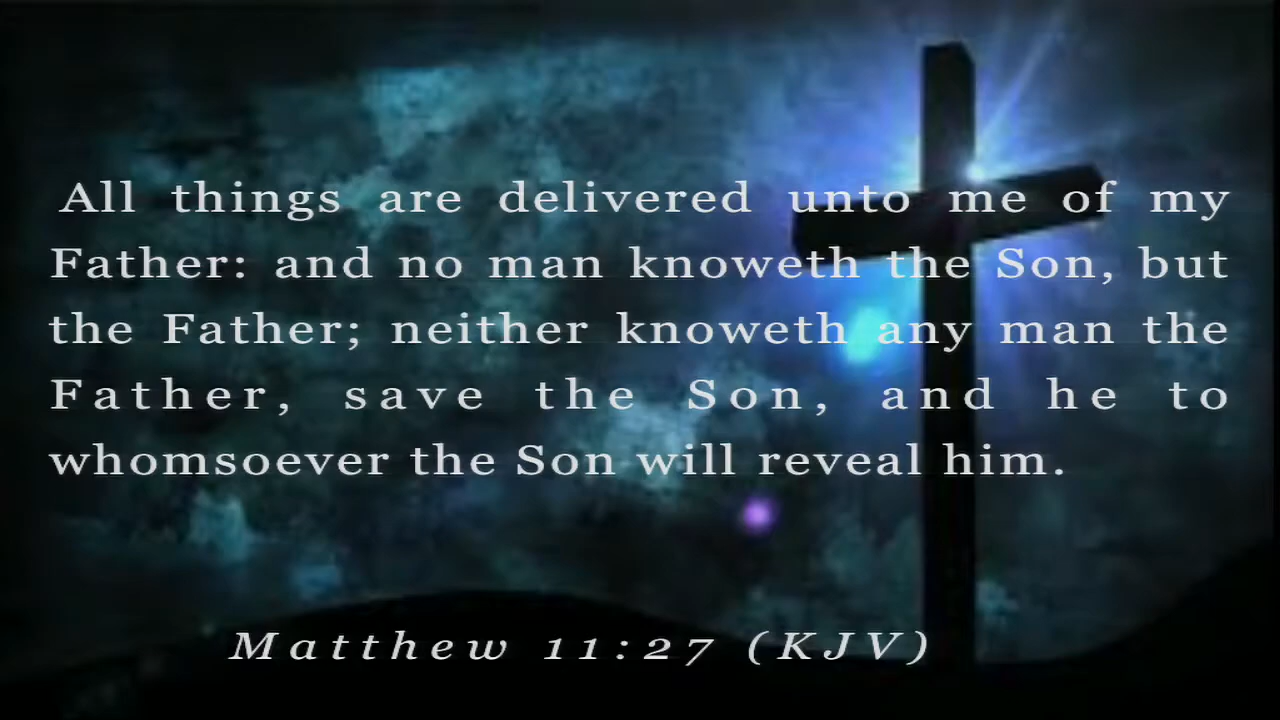 All things are delivered unto me of my
Father: and no man knoweth the Son, but
the Father; neither knoweth any man the
Father, save the Son, and he to
whomsoever the Son will reveal him.
Matthew 11:27 (KJV)